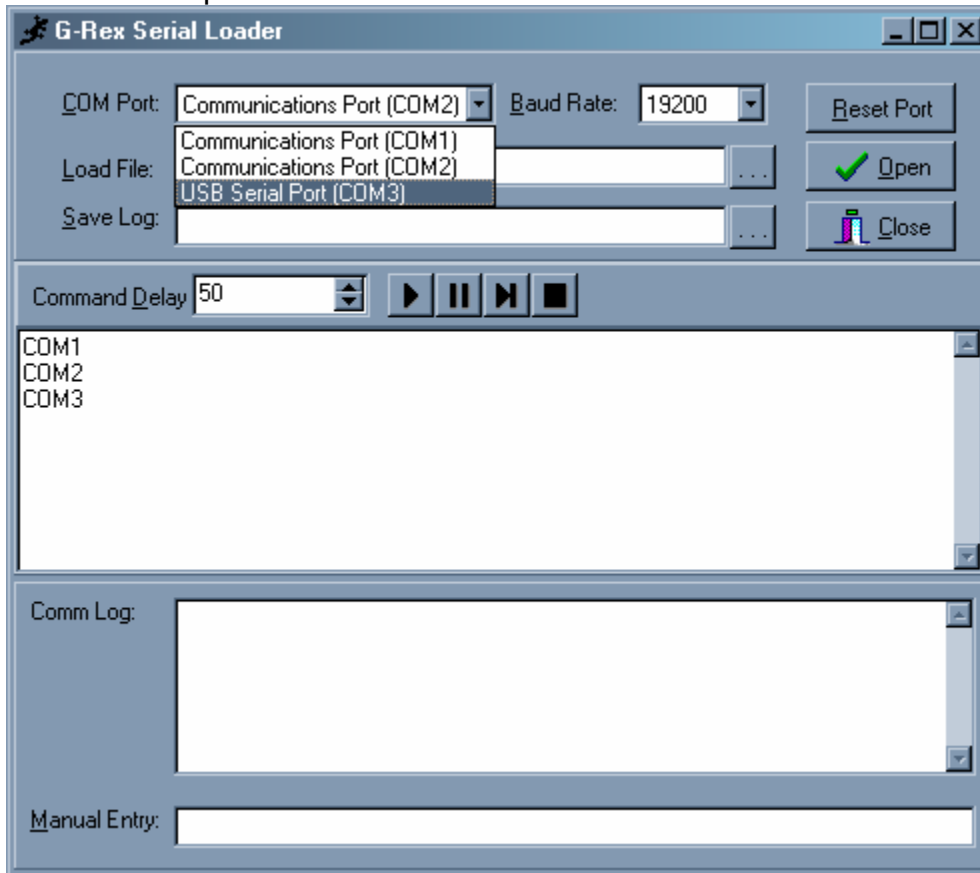 G-Rex Serial Loader
COM Port: Communications Port (COM2) Baud Rate: 19200 Reset Port
Communications Port (COM1)
Communications Port (COM2)
USB Serial Port (COM3)
Load File: ... Open
Save Log: ... Close
Command Delay 50
COM1
COM2
COM3
Comm Log:
Manual Entry: